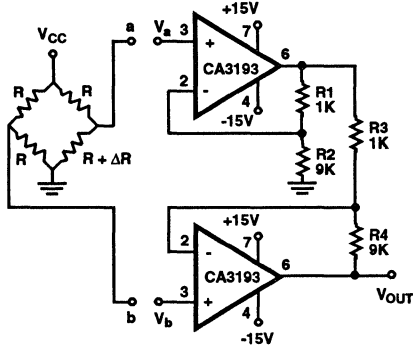 +15V
a
Va
VCC
7
3
+
6
CA3193
R
R
2
-
R1
1K
4
-15V
R3
1K
R
R + ΔR
R2
9K
+15V
7
2
-
R4
9K
CA3193
6
3
+
VOUT
b
Vb
4
-15V